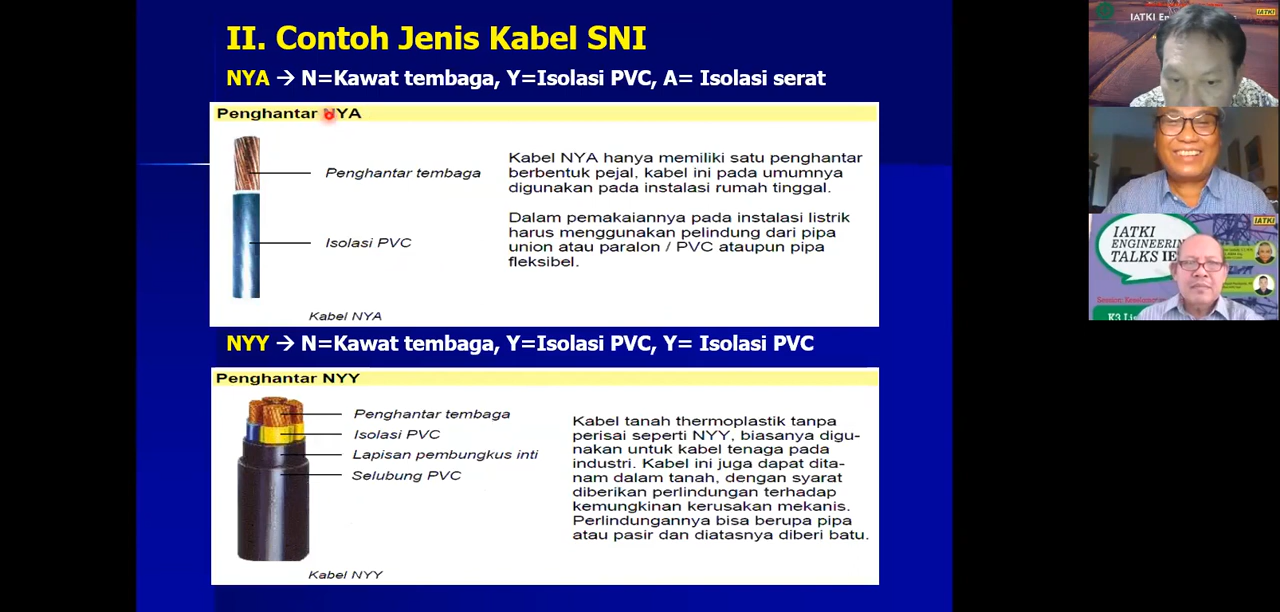 II. Contoh Jenis Kabel SNI
NYA → N=Kawat tembaga, Y=Isolasi PVC, A= Isolasi serat
Penghantar NYA
Penghantar tembaga
Isolasi PVC
Kabel NYA
Kabel NYA hanya memiliki satu penghantar
berbentuk pejal, kabel ini pada umumnya
digunakan pada instalasi rumah tinggal.
Dalam pemakaiannya pada instalasi listrik
harus menggunakan pelindung dari pipa
union atau paralon / PVC ataupun pipa
fleksibel.
NYY → N=Kawat tembaga, Y=Isolasi PVC, Y= Isolasi PVC
Penghantar NYY
Penghantar tembaga
Isolasi PVC
Lapisan pembungkus inti
Selubung PVC
Kabel NYY
Kabel tanah thermoplastik tanpa
perisai seperti NYY, biasanya digu-
nakan untuk kabel tenaga pada
industri. Kabel ini juga dapat dita-
nam dalam tanah, dengan syarat
diberikan perlindungan terhadap
kemungkinan kerusakan mekanis.
Perlindungannya bisa berupa pipa
atau pasir dan diatasnya diberi batu.
IATKI
IATKI
IATKI
IATKI
ENGINEERING
TALKS
K3